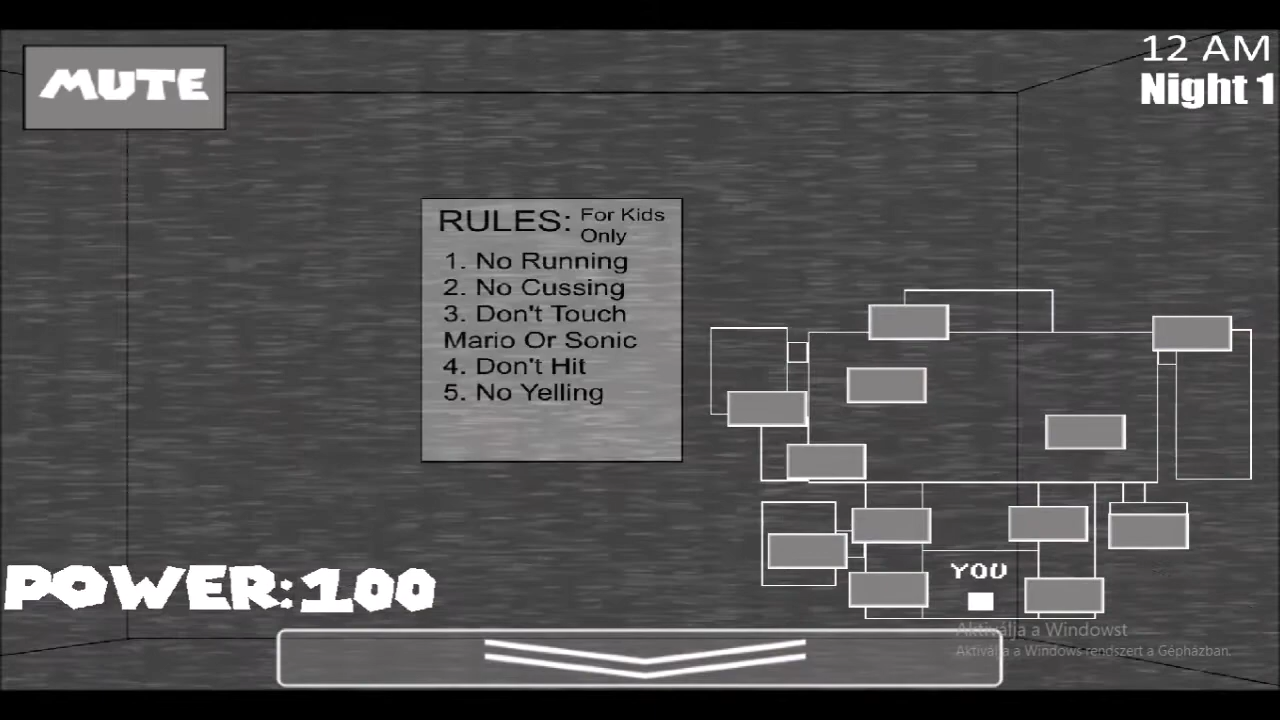 MUTE
12 AM
Night 1
RULES: For Kids
Only
1. No Running
2. No Cussing
3. Don't Touch
Mario Or Sonic
4. Don't Hit
5. No Yelling
YOU
POWER:100
Aktiválja a Windowst
Aktiválja a Windows rendszert a Gépházban.